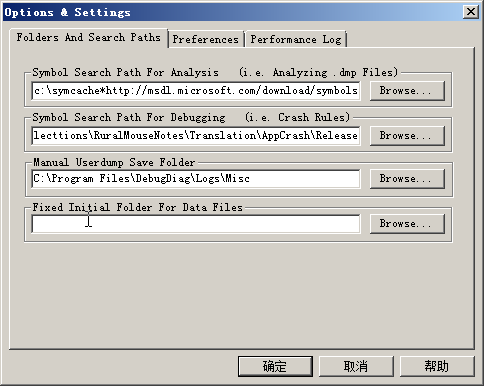 Options & Settings
Folders And Search Paths
Preferences
Performance Log
Symbol Search Path For Analysis (i.e. Analyzing .dmp Files)
c:\symcache*http://msdl.microsoft.com/download/symbols
Browse...
Symbol Search Path For Debugging (i.e. Crash Rules)
lecttions\RuralMouseNotes\Translation\AppCrash\Release
Browse...
Manual Userdump Save Folder
C:\Program Files\DebugDiag\Logs\Misc
Browse...
Fixed Initial Folder For Data Files
Browse...
确定
取消
帮助